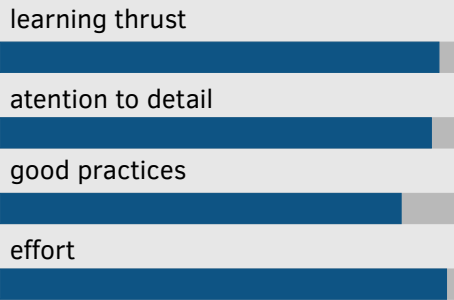 learning thrust
atention to detail
good practices
effort